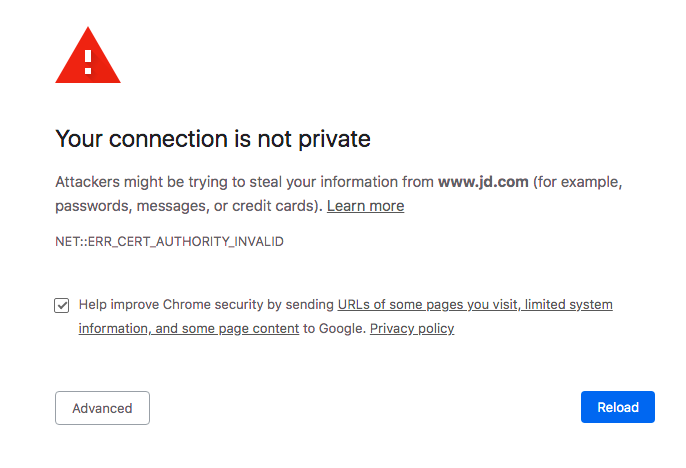 Your connection is not private
Attackers might be trying to steal your information from www.jd.com (for example,
passwords, messages, or credit cards). Learn more
NET::ERR_CERT_AUTHORITY_INVALID
Help improve Chrome security by sending URLs of some pages you visit, limited system
information, and some page content to Google. Privacy policy
Advanced
Reload